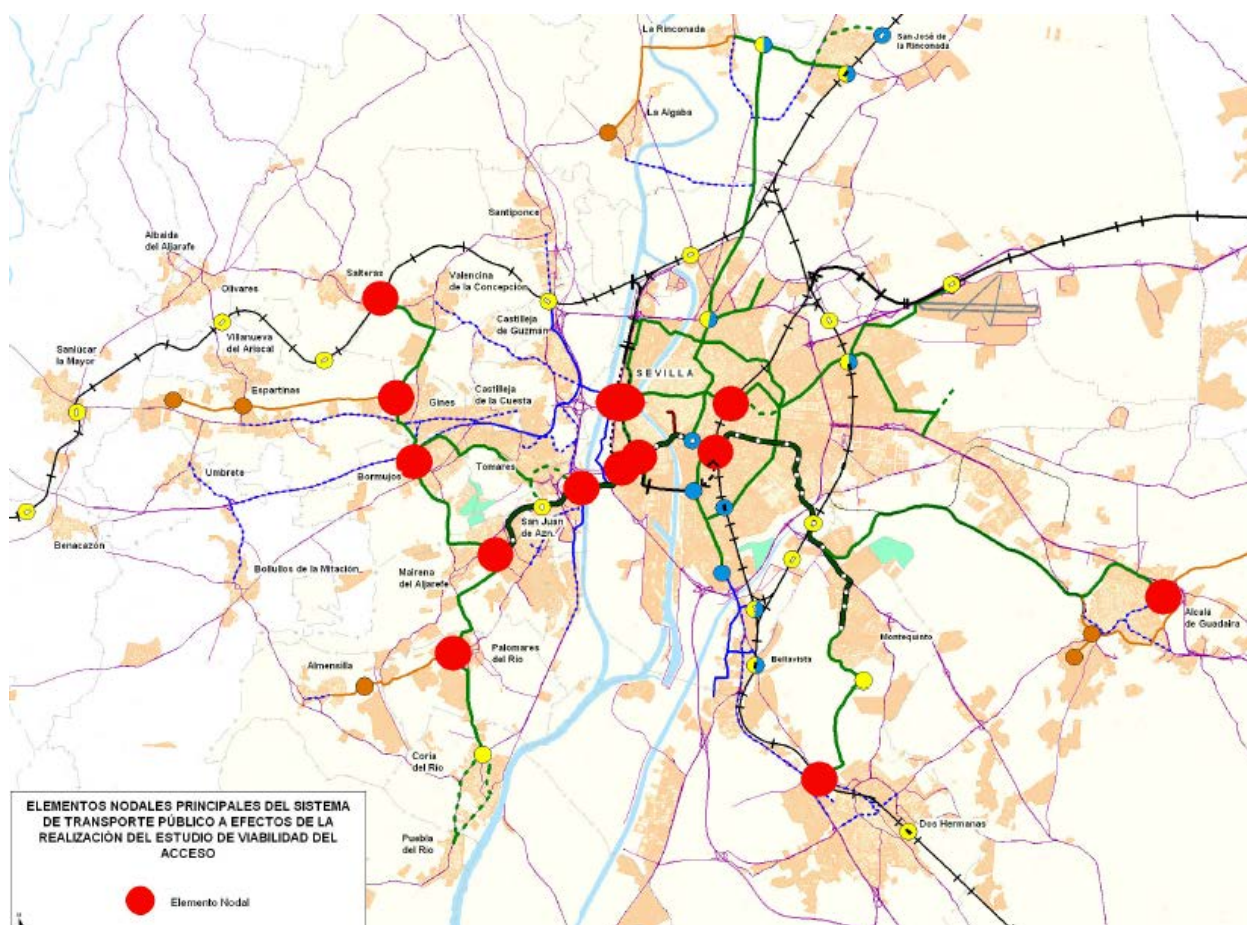 La Rinconada
San José de
la Rinconada
La Algaba
Santiponce
Albaida
del Aljarafe
Salteras
Valencina
de la Concepción
Olivares
Castilleja
de Guzmán
Villanueva
del Ariscal
Sanlúcar
la Mayor
SEVILLA
Espartinas
Castilleja
de la Cuesta
Gines
Umbrete
Tomares
Bormujos
San Juan
de Azn.
Benacazón
Bollullos de la Mitación
Mairena
del Aljarefe
Alcalá
de Guadaira
Montequinto
Palomares
del Río
Bellavista
Almensilla
Coria
del Río
ELEMENTOS NODALES PRINCIPALES DEL SISTEMA
DE TRANSPORTE PÚBLICO A EFECTOS DE LA
REALIZACIÓN DEL ESTUDIO DE VIABILIDAD DEL
ACCESO
Puebla
del Río
Dos Hermanas
Elemento Nodal